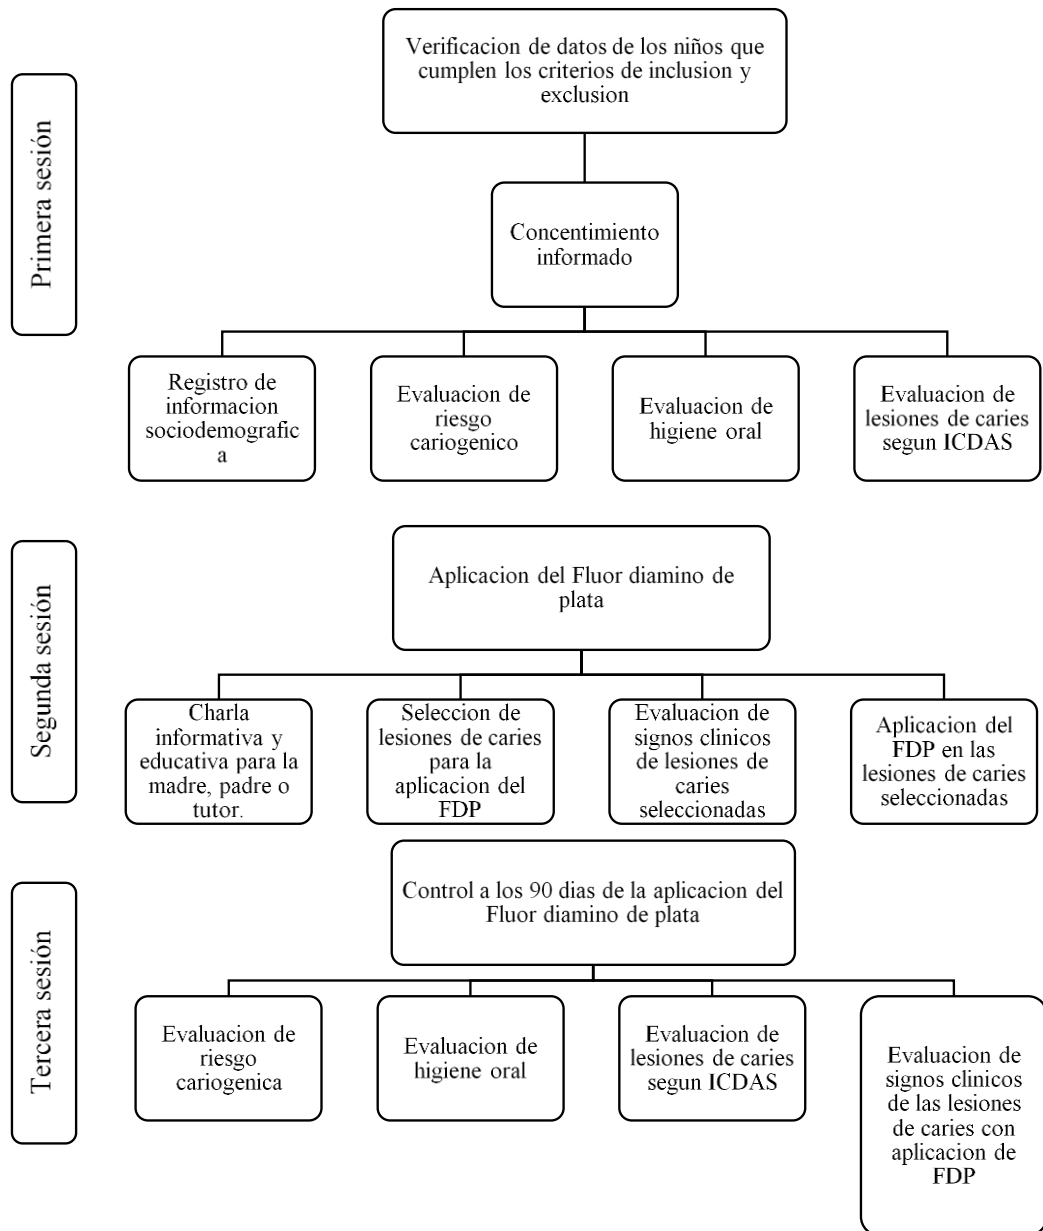 Primera sesión
Verificacion de datos de los niños que
cumplen los criterios de inclusion y
exclusion
Concentimiento
informado
Registro de
informacion
sociodemografic
a
Evaluacion de
riesgo
cariogenico
Evaluacion de
higiene oral
Evaluacion de
lesiones de caries
segun ICDAS
Segunda sesión
Aplicacion del Fluor diamino de
plata
Charla
informativa y
educativa para la
madre, padre o
tutor.
Seleccion de
lesiones de caries
para la
aplicacion del
FDP
Evaluacion de
signos clinicos
de lesiones de
caries
seleccionadas
Aplicacion del
FDP en las
lesiones de caries
seleccionadas
Tercera sesión
Control a los 90 dias de la aplicacion del
Fluor diamino de plata
Evaluacion de
riesgo
cariogenica
Evaluacion de
higiene oral
Evaluacion de
lesiones de caries
segun ICDAS
Evaluacion de
signos clinicos
de las lesiones
de caries con
aplicacion de
FDP